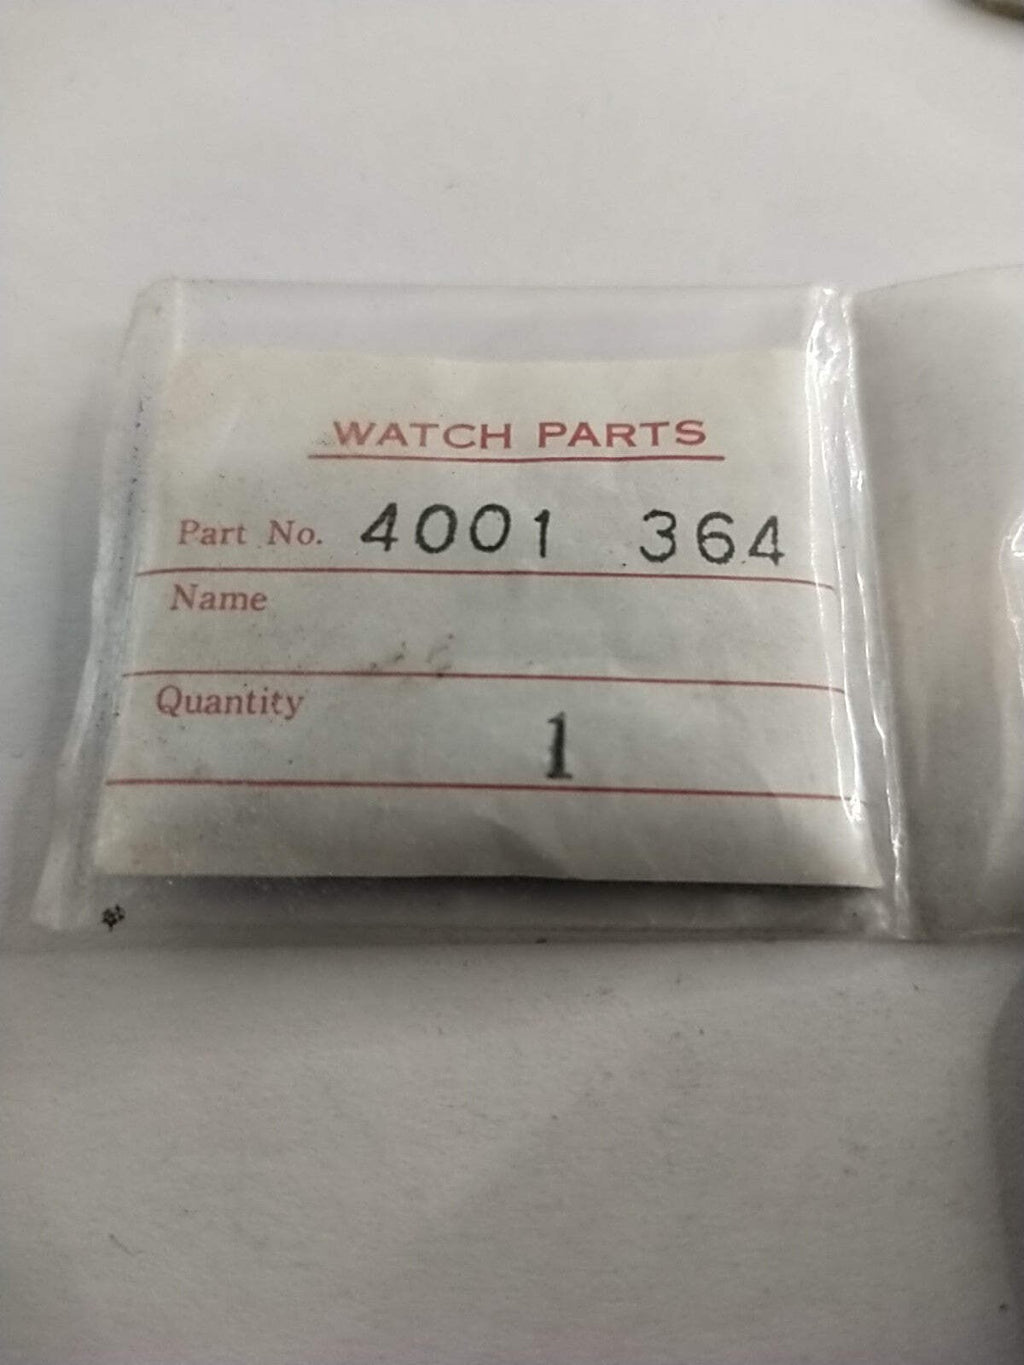 WATCH PARTS
Part No. 4001 364
Name
Quantity 1